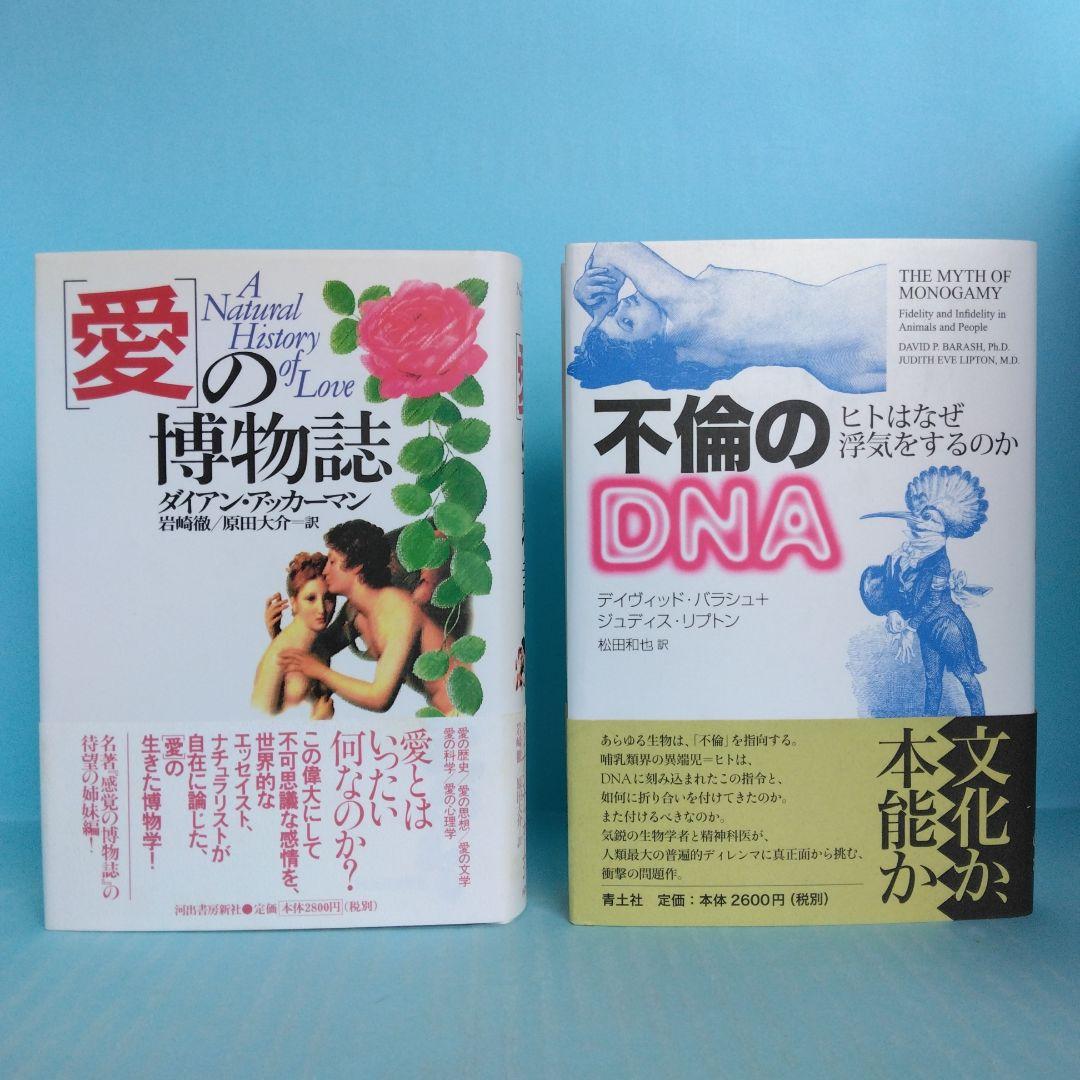 [愛]の
博物誌
A
Natural
History
of
Love
ダイアン・アッカーマン
岩崎徹/原田大介=訳
愛の歴史/愛の思想/愛の文学
愛の科学/愛の心理学
愛とは
いったい
何なのか?
この偉大にして
不可思議な感情を、
世界的な
エッセイスト、
ナチュラリストが
自在に論じた、
[愛]の
生きた博物学!
名著『感覚の博物誌』の
待望の姉妹編!
河出書房新社●定価 本体2800円(税別)
THE MYTH OF
MONOGAMY
Fidelity and Infidelity in
Animals and People
DAVID P. BARASH, Ph.D.
JUDITH EVE LIPTON, M.D.
不倫の
DNA
ヒトはなぜ
浮気をするのか
デイヴィッド・バラシュ+
ジュディス・リプトン
松田和也 訳
あらゆる生物は、「不倫」を指向する。
哺乳類界の異端児=ヒトは、
DNAに刻み込まれたこの指令と、
如何に折り合いを付けてきたのか。
また付けるべきなのか。
気鋭の生物学者と精神科医が、
人類最大の普遍的ディレンマに真正面から挑む、
衝撃の問題作。
青土社 定価:本体2600円(税別)
文化か、
本能か